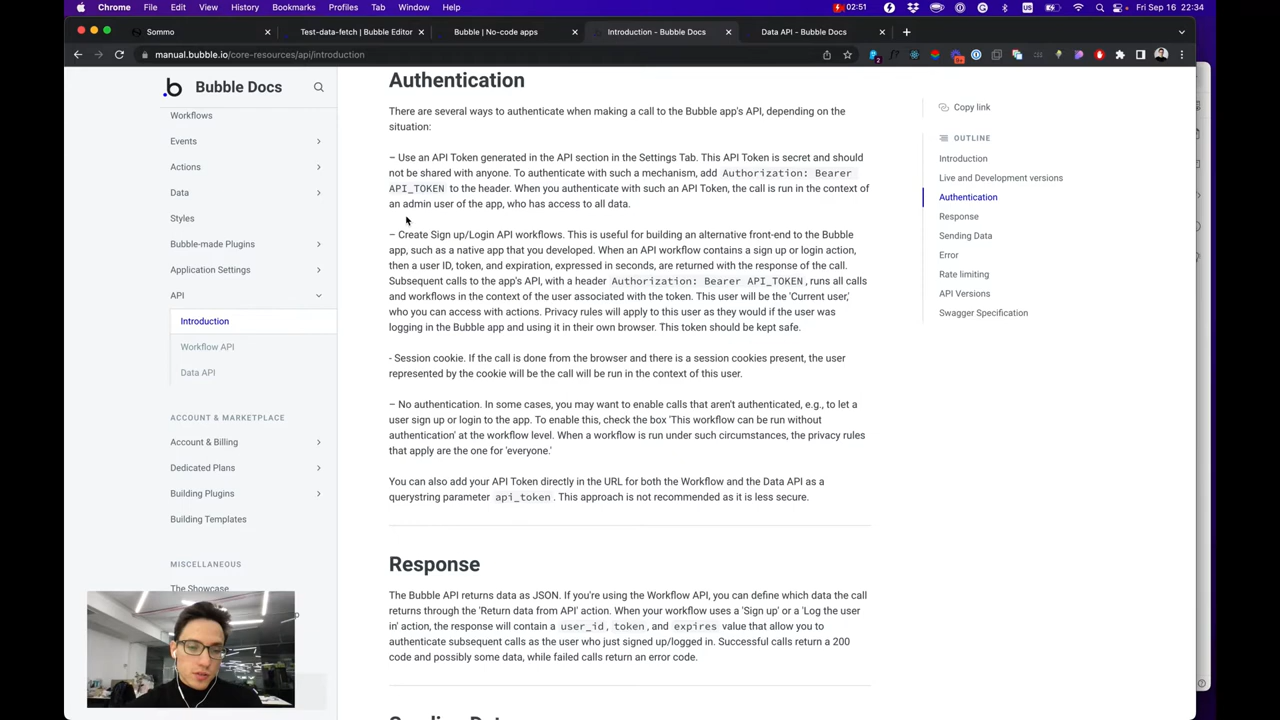 Chrome File Edit View History Bookmarks Profiles Tab Window Help 02:51 Fri Sep 16 22:34
Sommo Test-data-fetch | Bubble Editor Bubble | No-code apps Introduction - Bubble Docs Data API - Bubble Docs
manual.bubble.io/core-resources/api/introduction
Bubble Docs
Workflows
Events
Actions
Data
Styles
Bubble-made Plugins
Application Settings
API
Introduction
Workflow API
Data API
ACCOUNT & MARKETPLACE
Account & Billing
Dedicated Plans
Building Plugins
Building Templates
MISCELLANEOUS
The Showcase
Authentication
There are several ways to authenticate when making a call to the Bubble app's API, depending on the
situation:
– Use an API Token generated in the API section in the Settings Tab. This API Token is secret and should
not be shared with anyone. To authenticate with such a mechanism, add Authorization: Bearer
API_TOKEN to the header. When you authenticate with such an API Token, the call is run in the context of
an admin user of the app, who has access to all data.
– Create Sign up/Login API workflows. This is useful for building an alternative front-end to the Bubble
app, such as a native app that you developed. When an API workflow contains a sign up or login action,
then a user ID, token, and expiration, expressed in seconds, are returned with the response of the call.
Subsequent calls to the app's API, with a header Authorization: Bearer API_TOKEN, runs all calls
and workflows in the context of the user associated with the token. This user will be the 'Current user,'
who you can access with actions. Privacy rules will apply to this user as they would if the user was
logging in the Bubble app and using it in their own browser. This token should be kept safe.
- Session cookie. If the call is done from the browser and there is a session cookies present, the user
represented by the cookie will be the call will be run in the context of this user.
– No authentication. In some cases, you may want to enable calls that aren't authenticated, e.g., to let a
user sign up or login to the app. To enable this, check the box 'This workflow can be run without
authentication' at the workflow level. When a workflow is run under such circumstances, the privacy rules
that apply are the one for 'everyone.'
You can also add your API Token directly in the URL for both the Workflow and the Data API as a
querystring parameter api_token. This approach is not recommended as it is less secure.
Response
The Bubble API returns data as JSON. If you're using the Workflow API, you can define which data the call
returns through the 'Return data from API' action. When your workflow uses a 'Sign up' or a 'Log the user
in' action, the response will contain a user_id, token, and expires value that allow you to
authenticate subsequent calls as the user who just signed up/logged in. Successful calls return a 200
code and possibly some data, while failed calls return an error code.
Copy link
OUTLINE
Introduction
Live and Development versions
Authentication
Response
Sending Data
Error
Rate limiting
API Versions
Swagger Specification